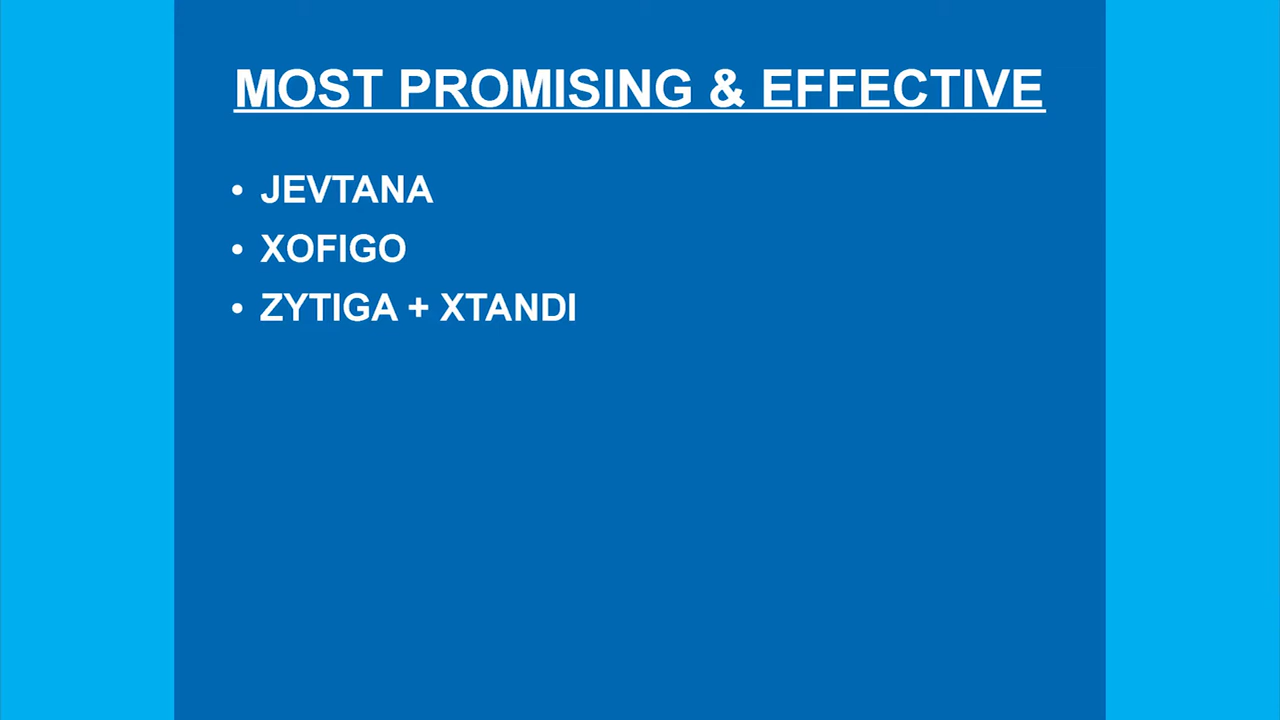 MOST PROMISING & EFFECTIVE
• JEVTANA
• XOFIGO
• ZYTIGA + XTANDI